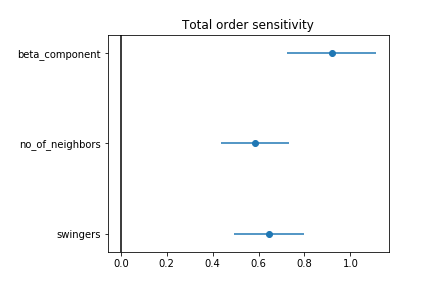 Total order sensitivity
beta_component
no_of_neighbors
swingers
0.0 0.2 0.4 0.6 0.8 1.0